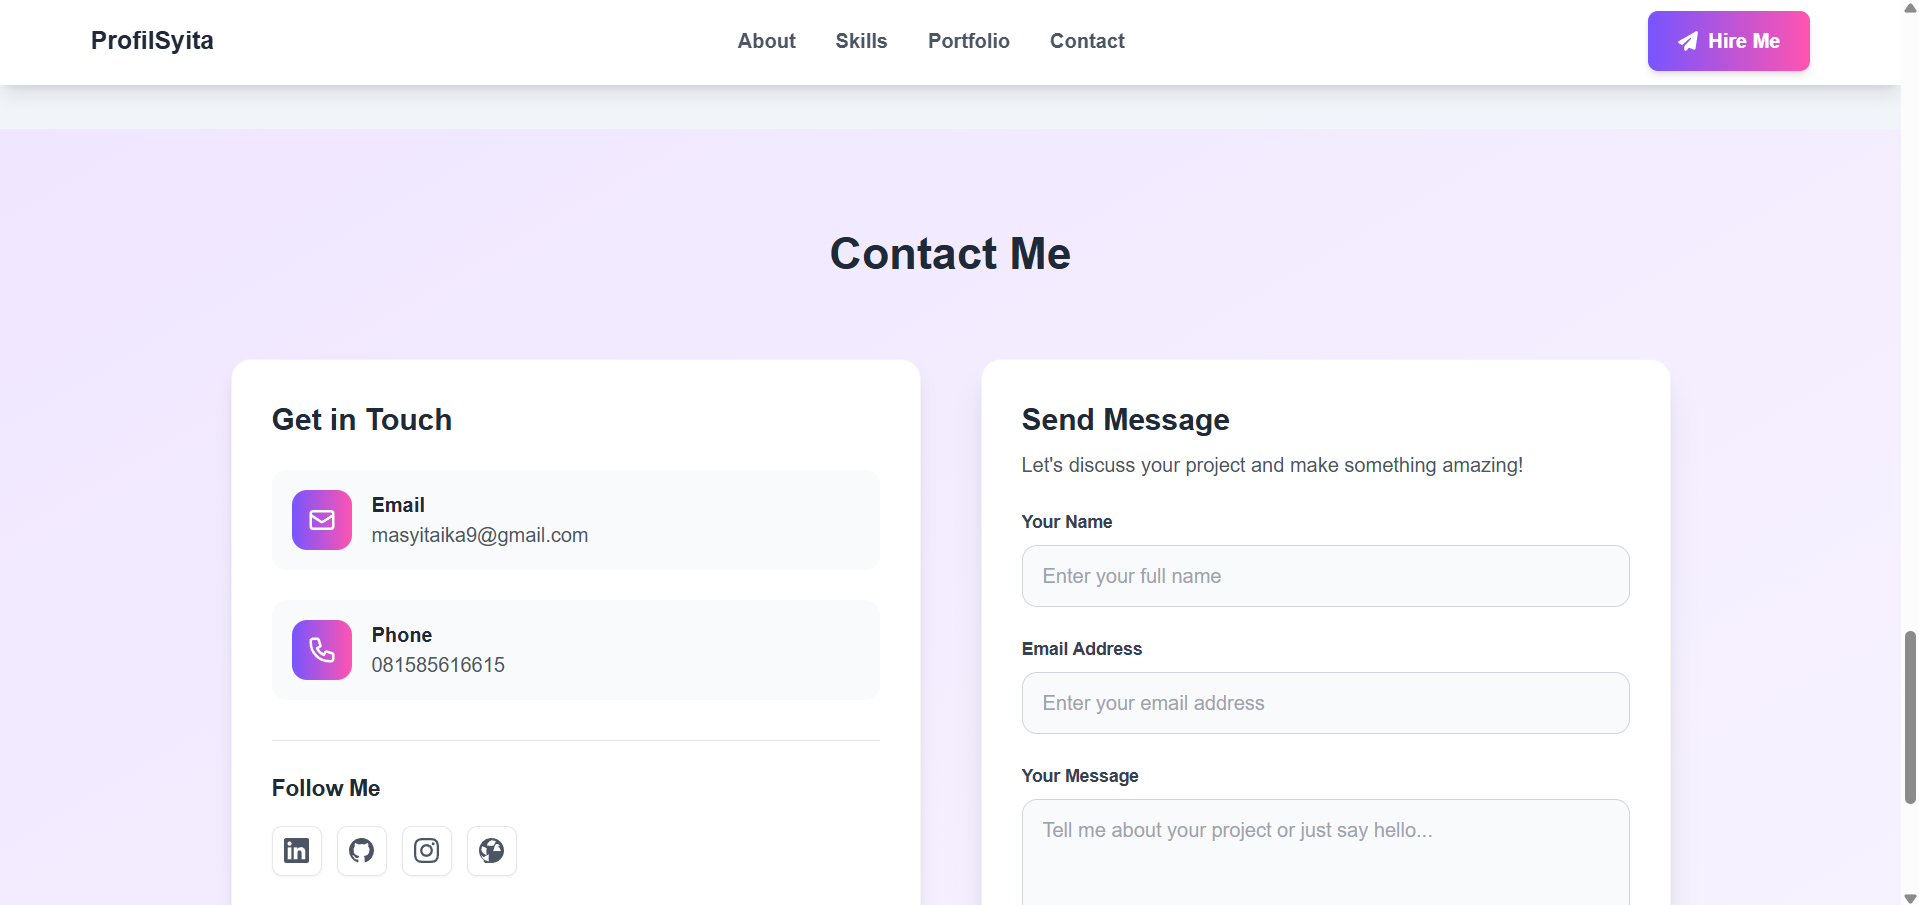 ProfilSyita
About
Skills
Portfolio
Contact
Hire Me
Contact Me
Get in Touch
Email
masyitaika9@gmail.com
Phone
081585616615
Follow Me
Send Message
Let's discuss your project and make something amazing!
Your Name
Enter your full name
Email Address
Enter your email address
Your Message
Tell me about your project or just say hello...